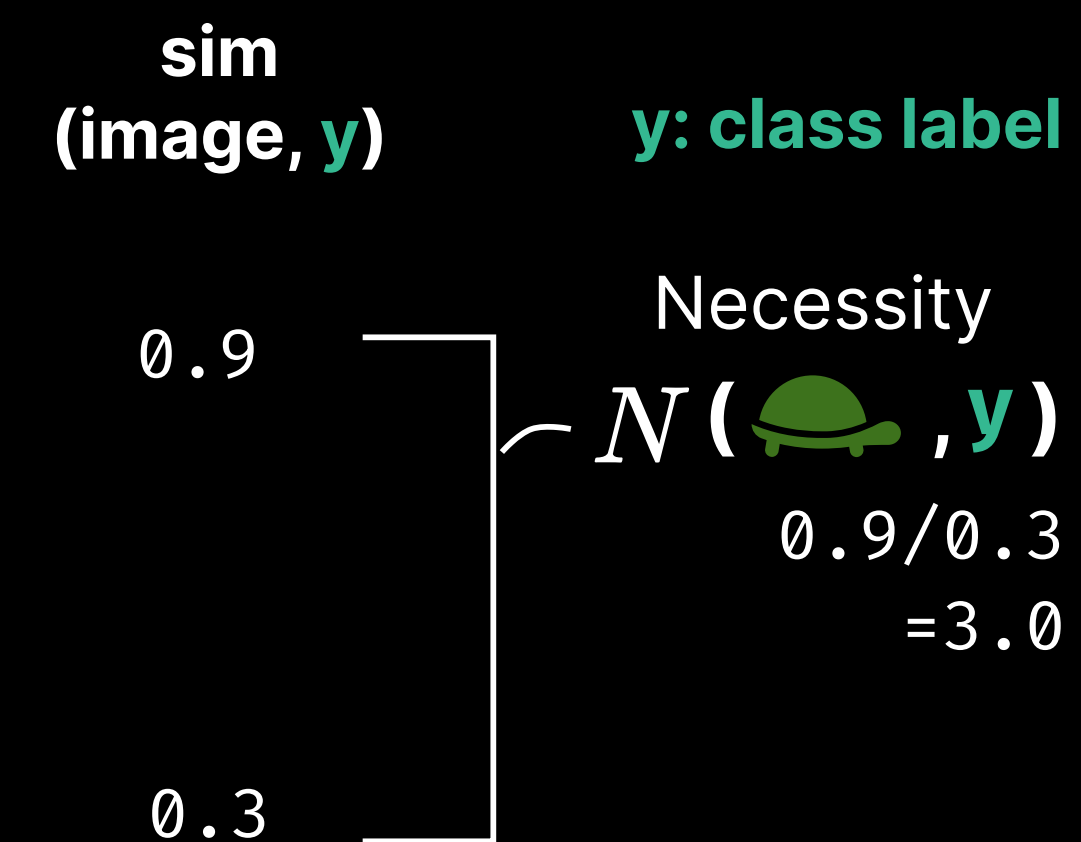 sim
(image, y)
y: class label
0.9
Necessity
N( ,y)
0.9/0.3
=3.0
0.3